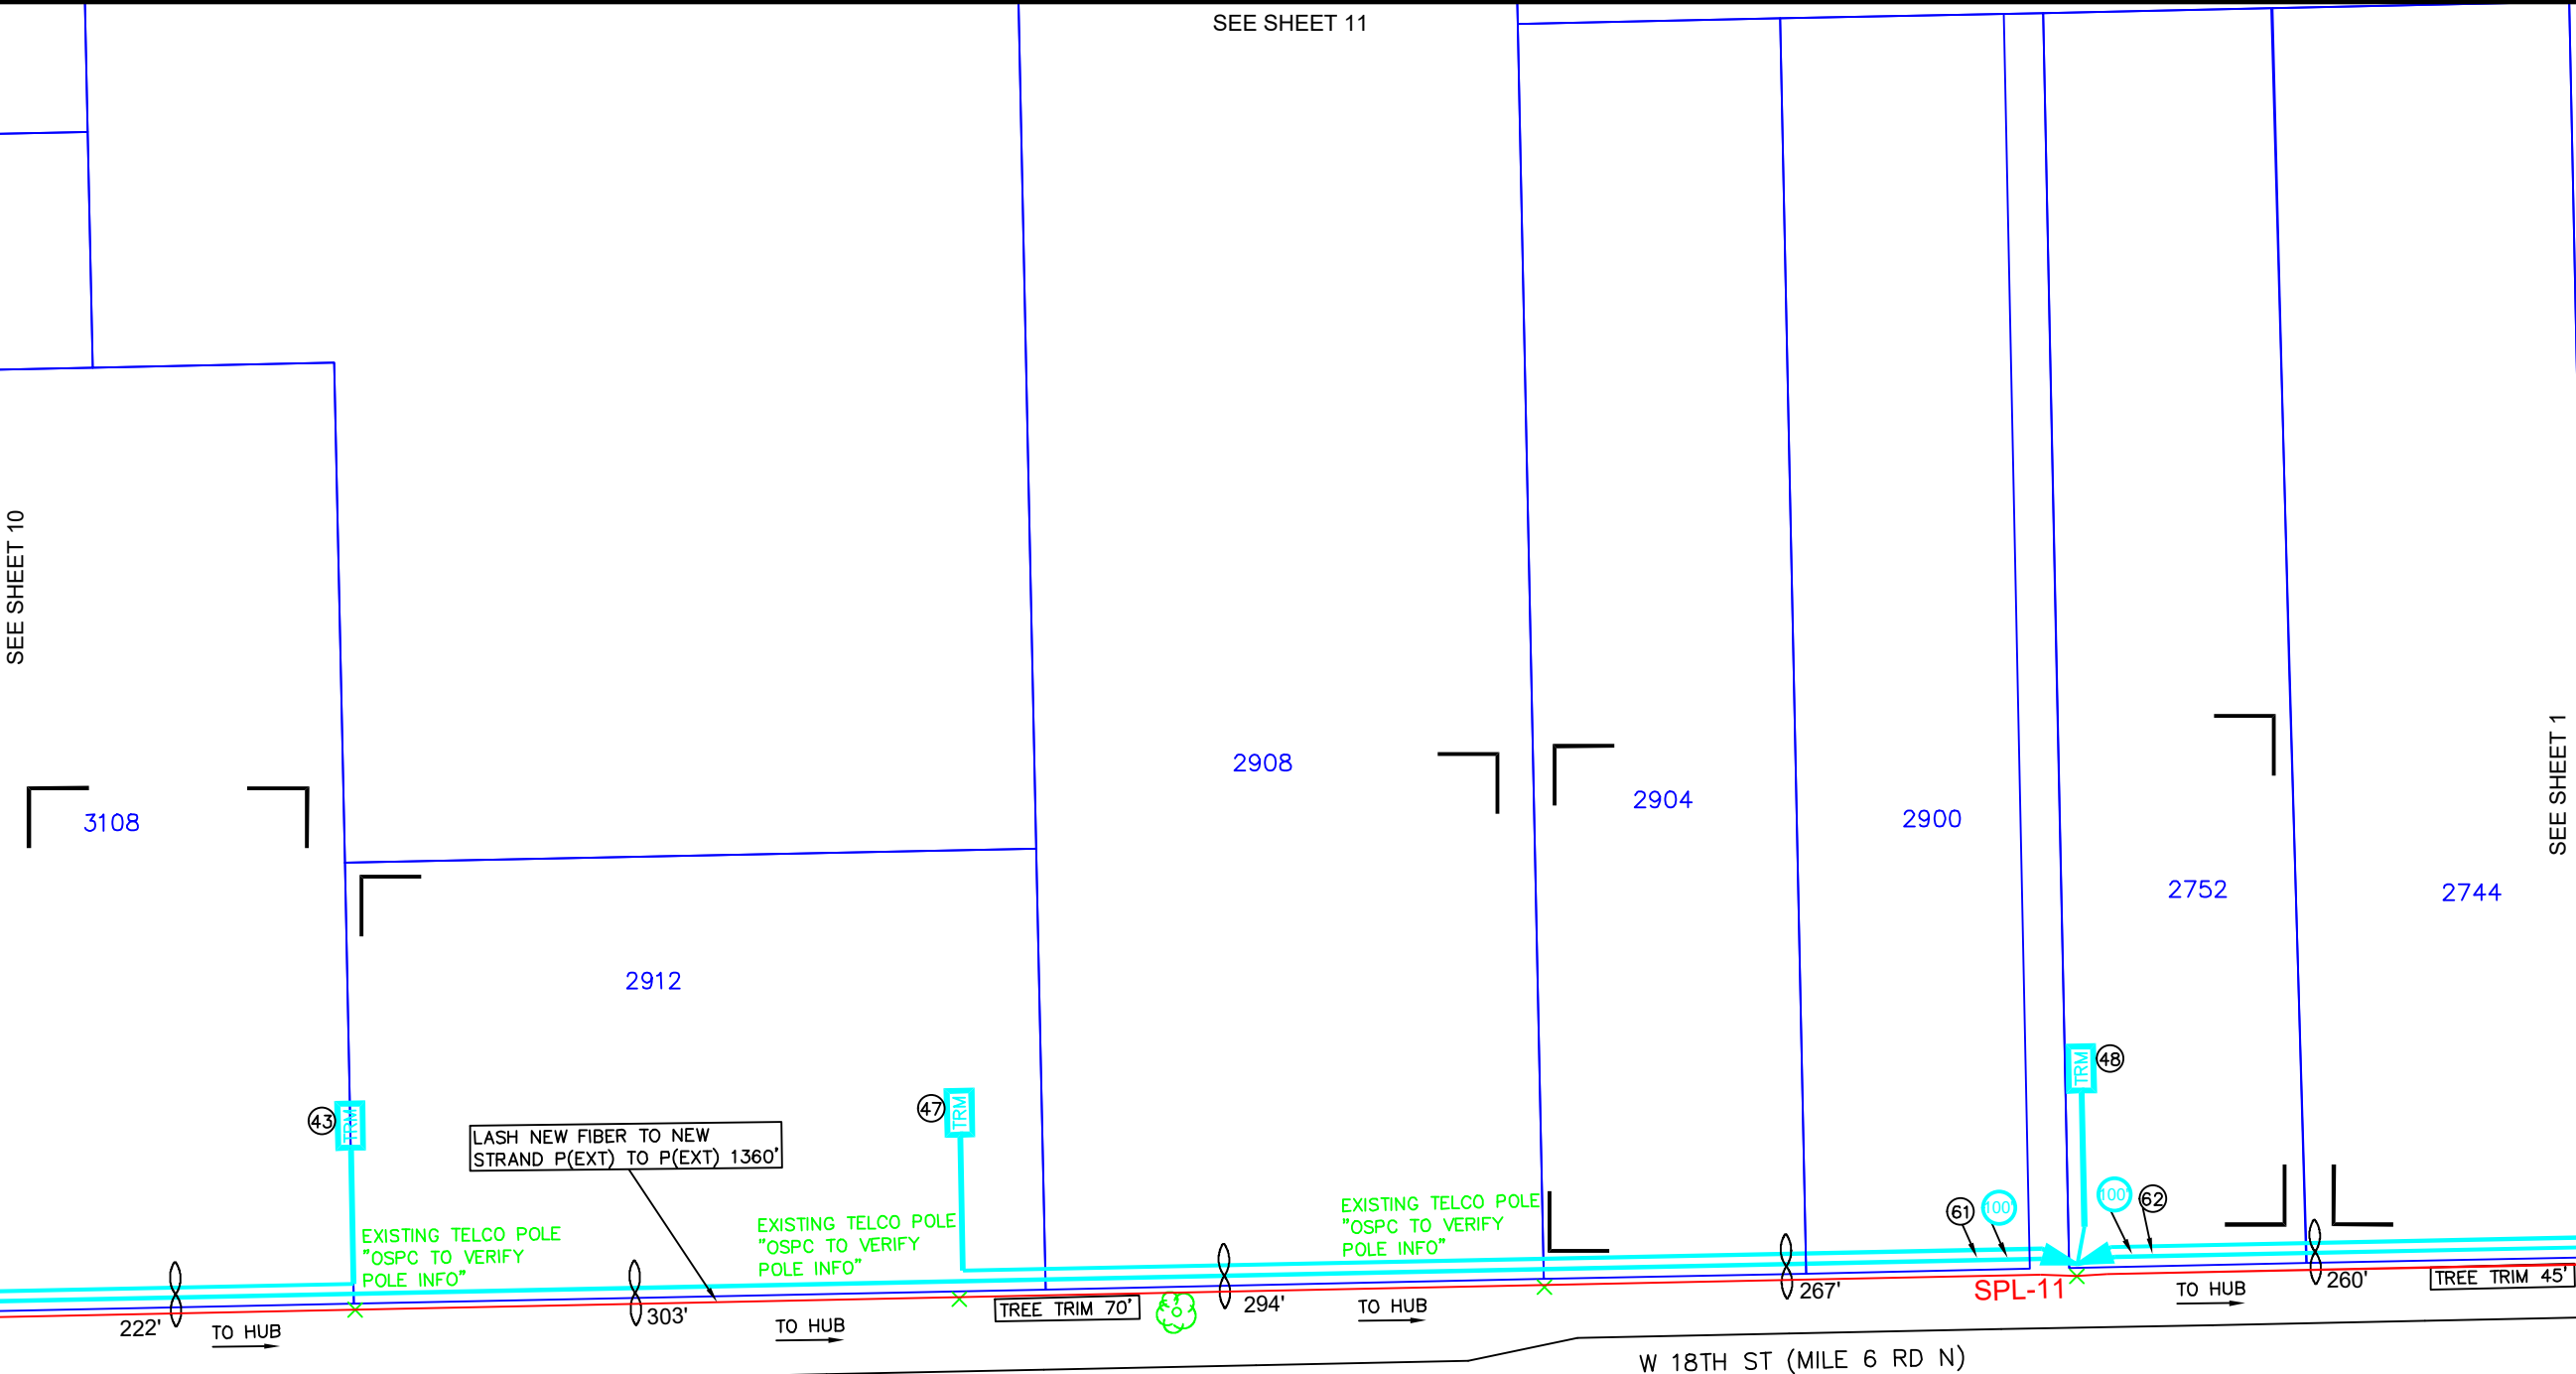 SEE SHEET 11
SEE SHEET 10
SEE SHEET 1
2908
2904
2900
3108
2752
2744
2912
TRM
48
43
TRM
47
TRM
LASH NEW FIBER TO NEW
STRAND P(EXT) TO P(EXT) 1360'
EXISTING TELCO POLE
"OSPC TO VERIFY
POLE INFO"
EXISTING TELCO POLE
"OSPC TO VERIFY
POLE INFO"
EXISTING TELCO POLE
"OSPC TO VERIFY
POLE INFO"
61
100'
100'
62
222'
TO HUB
303'
TO HUB
TREE TRIM 70'
294'
TO HUB
267'
SPL-11
TO HUB
260'
TREE TRIM 45'
W 18TH ST (MILE 6 RD N)